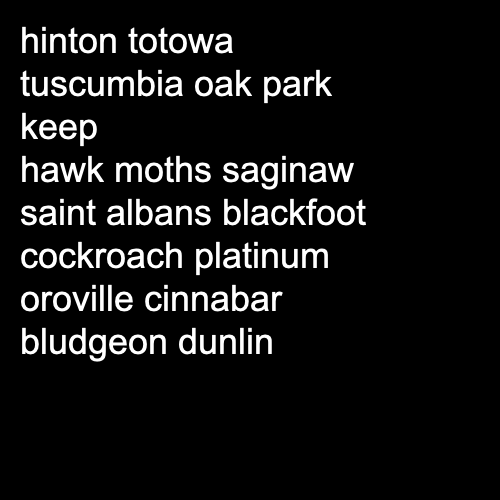 hinton totowa
tuscumbia oak park
keep
hawk moths saginaw
saint albans blackfoot
cockroach platinum
oroville cinnabar
bludgeon dunlin